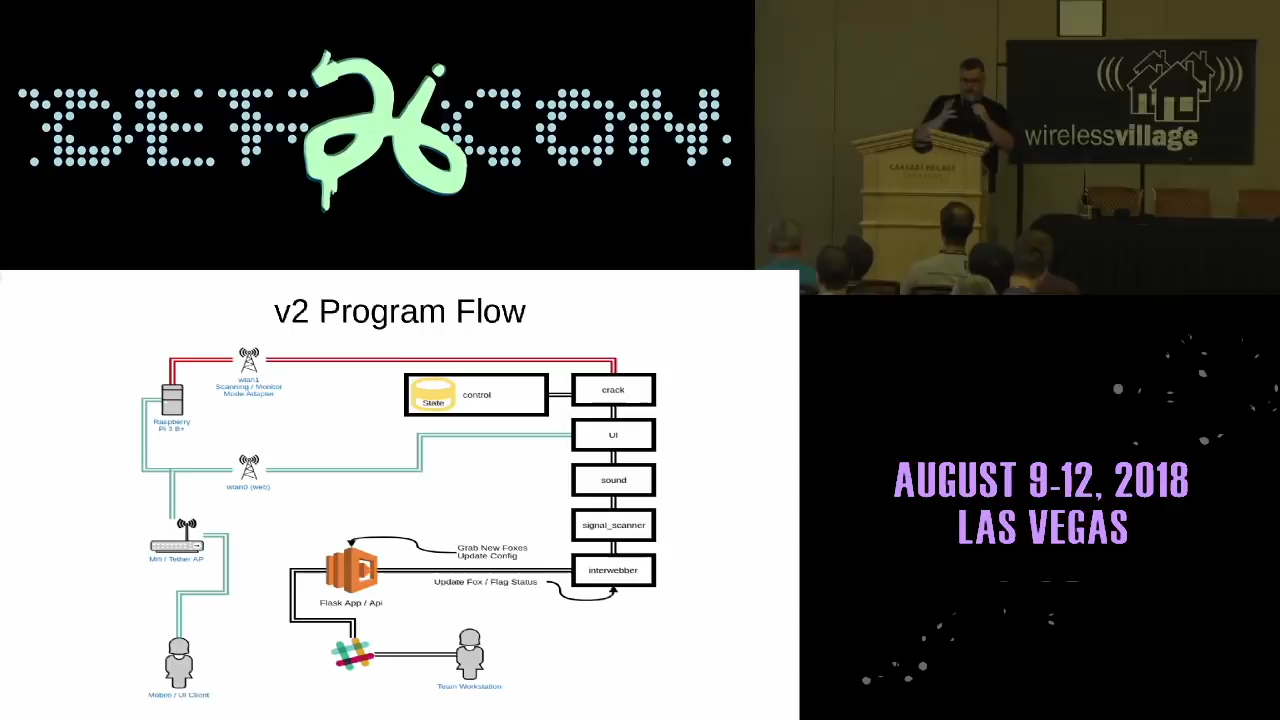 DEF CON
26
CAESARS PALACE
wirelessvillage
v2 Program Flow
wlan1
Scanning / Monitor
Mode Adapter
State
control
crack
Raspberry
Pi 3 B+
UI
wlan0 (web)
sound
signal_scanner
Mifi / Tether AP
Grab New Foxes
Update Config
interwebber
Update Fox / Flag Status
Flask App / Api
Team Workstation
Mobile / UI Client
AUGUST 9-12, 2018
LAS VEGAS